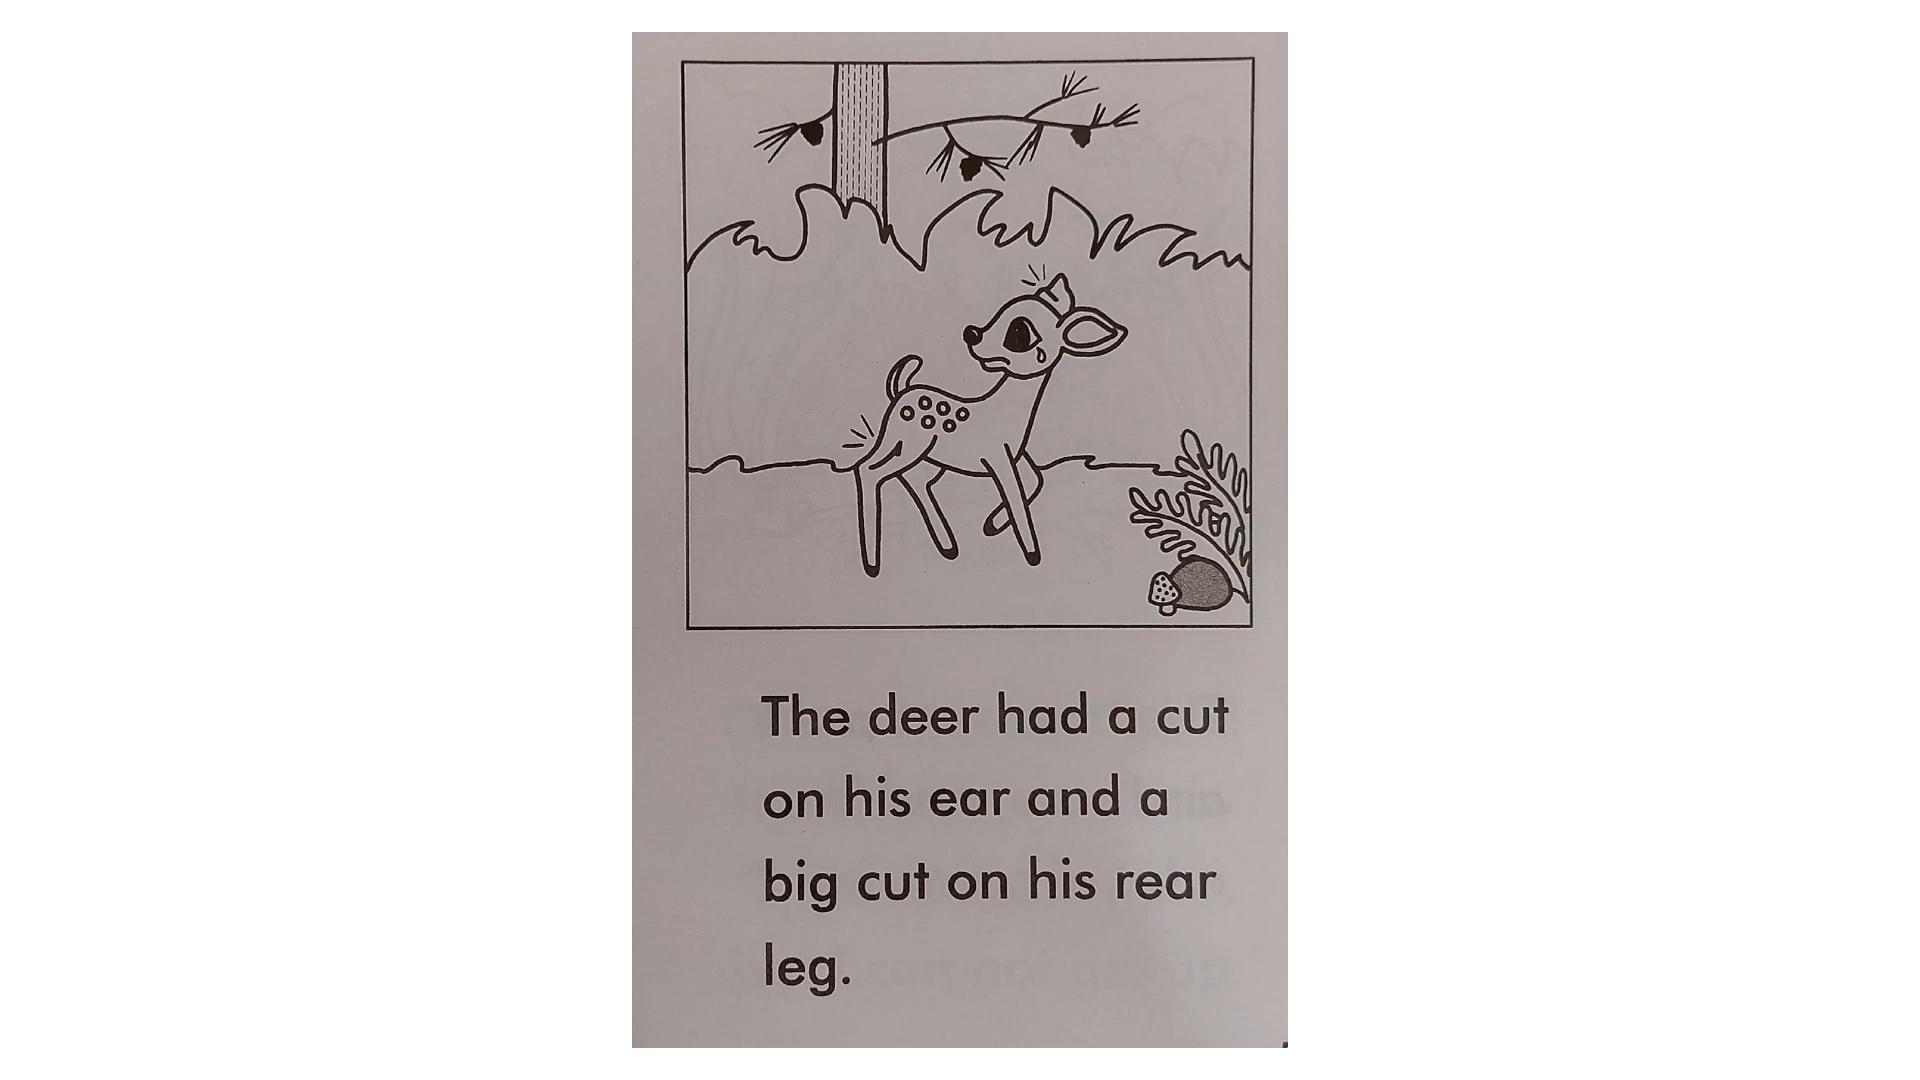 The deer had a cut
on his ear and a
big cut on his rear
leg.